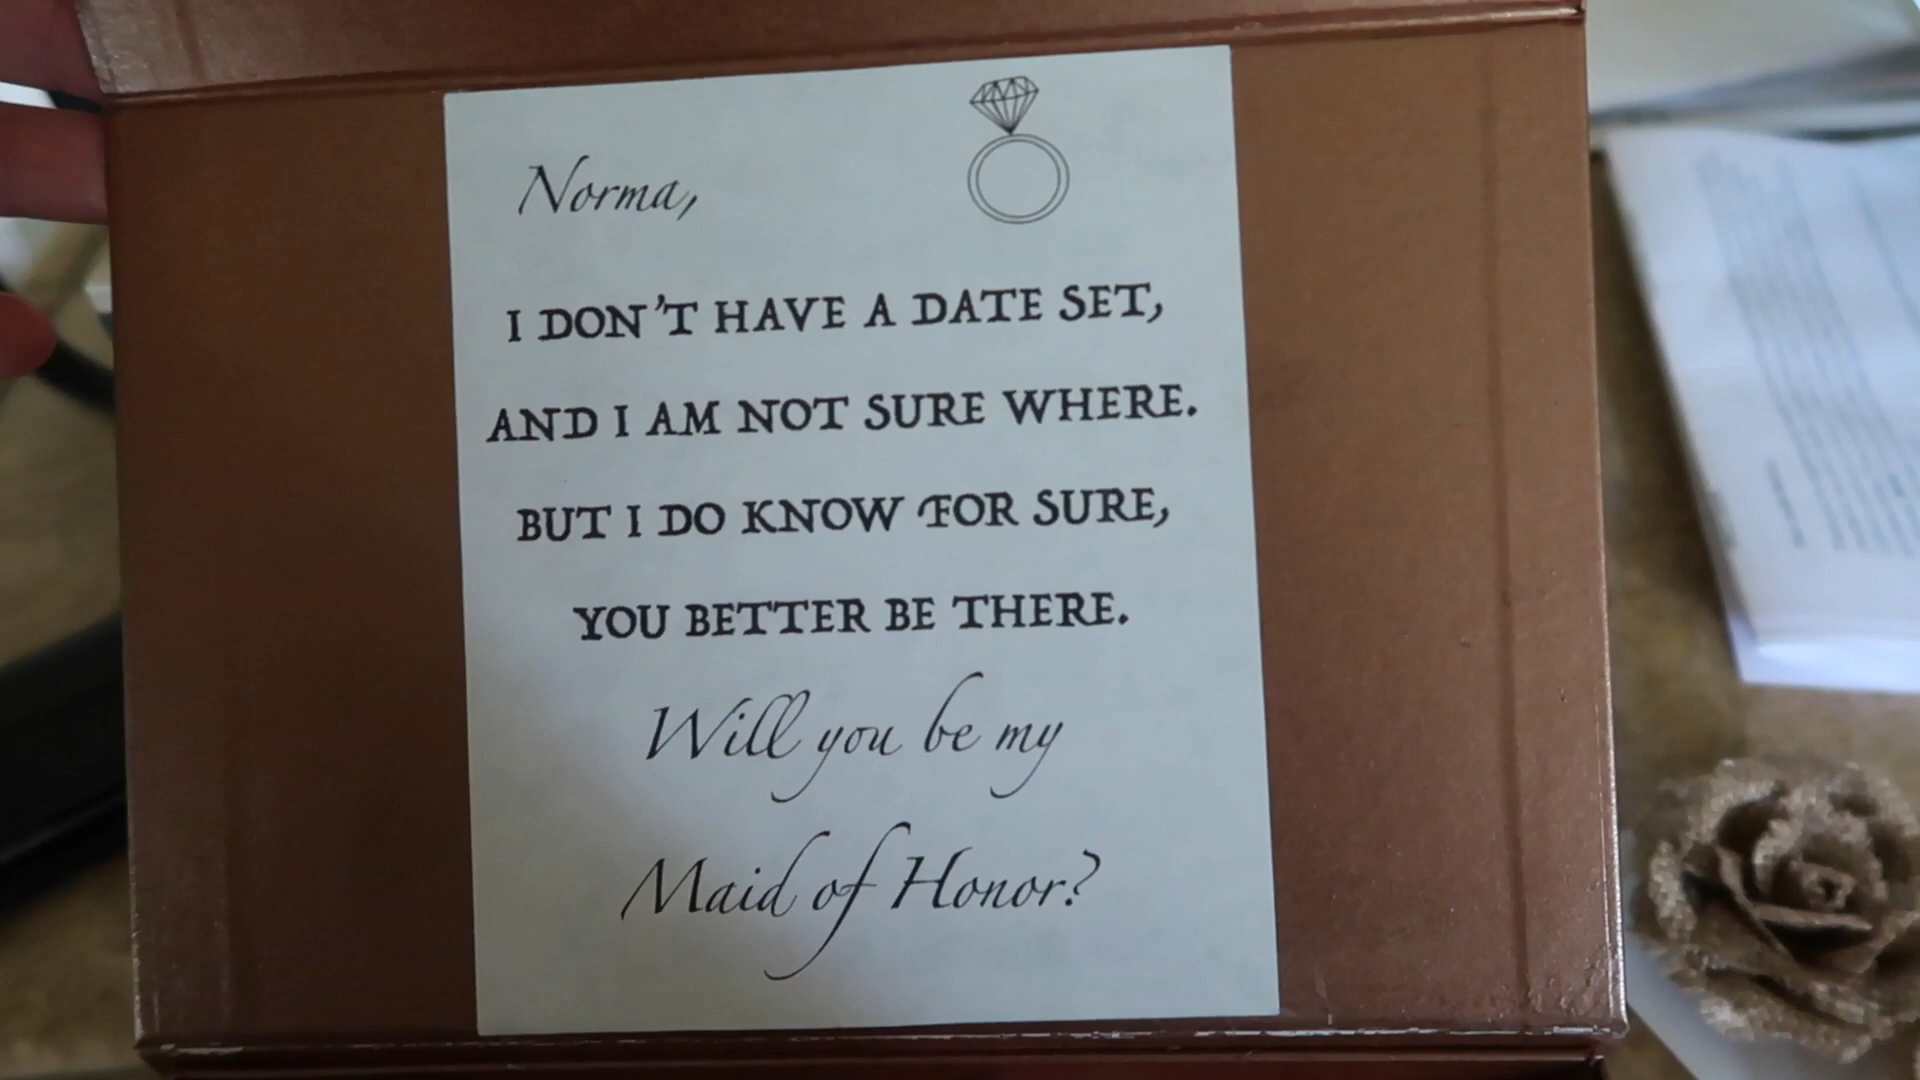 Norma,
I DON'T HAVE A DATE SET,
AND I AM NOT SURE WHERE.
BUT I DO KNOW FOR SURE,
YOU BETTER BE THERE.
Will you be my
Maid of Honor?